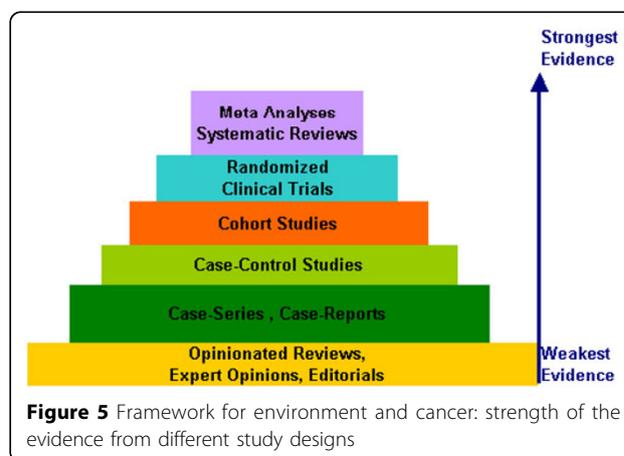 Strongest
Evidence
Meta Analyses
Systematic Reviews
Randomized
Clinical Trials
Cohort Studies
Case-Control Studies
Case-Series , Case-Reports
Opinionated Reviews,
Expert Opinions, Editorials
Weakest
Evidence
Figure 5 Framework for environment and cancer: strength of the
evidence from different study designs